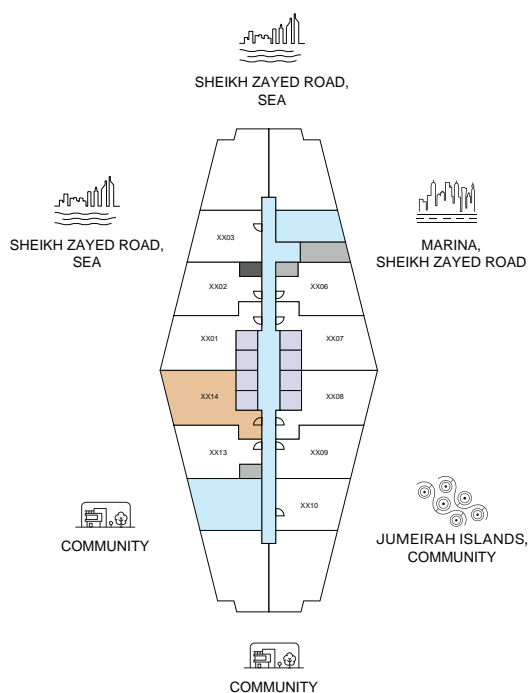 SHEIKH ZAYED ROAD,
SEA
SHEIKH ZAYED ROAD,
SEA
MARINA,
SHEIKH ZAYED ROAD
XX03
XX02
XX06
XX01
XX07
XX14
XX08
XX13
XX09
XX10
COMMUNITY
JUMEIRAH ISLANDS,
COMMUNITY
COMMUNITY